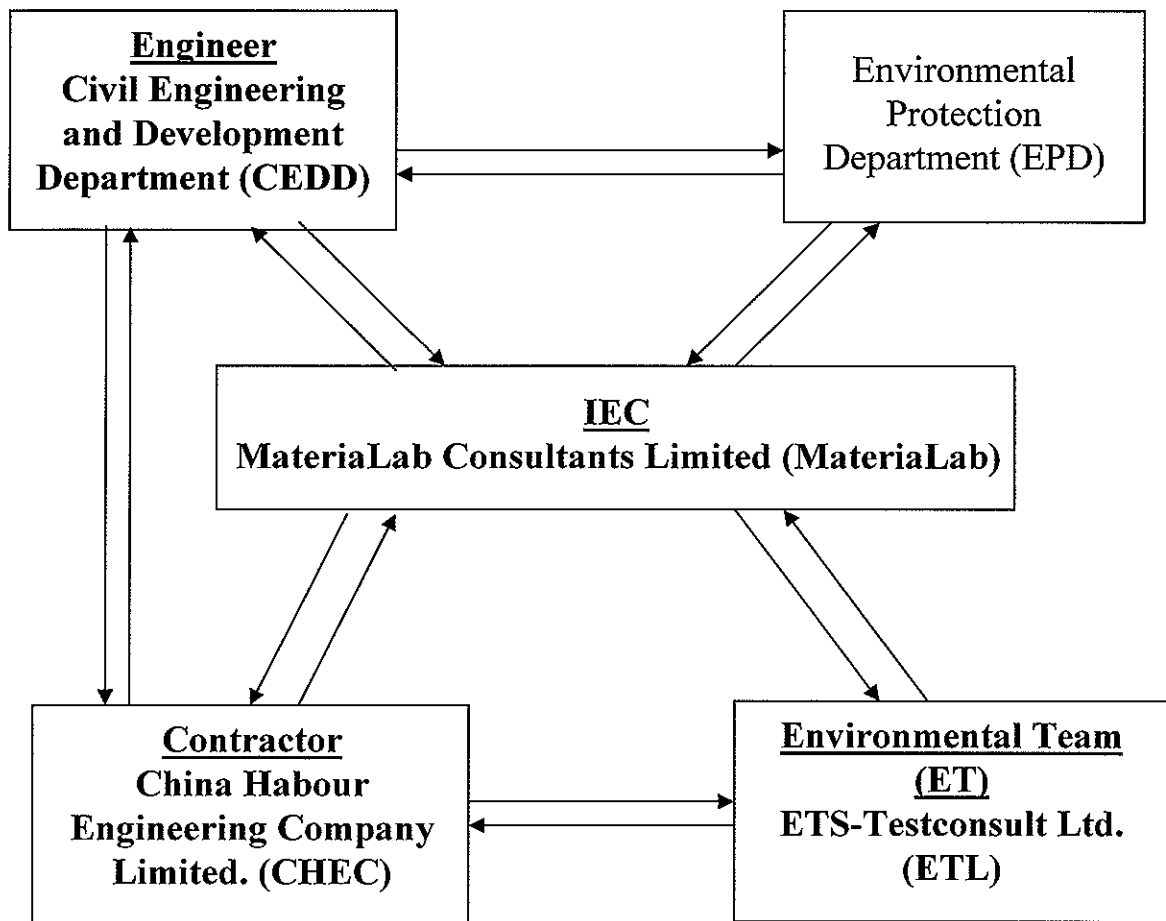 Engineer
Civil Engineering
and Development
Department (CEDD)
Environmental
Protection
Department (EPD)
IEC
MateriaLab Consultants Limited (MateriaLab)
Contractor
China Habour
Engineering Company
Limited. (CHEC)
Environmental Team
(ET)
ETS-Testconsult Ltd.
(ETL)